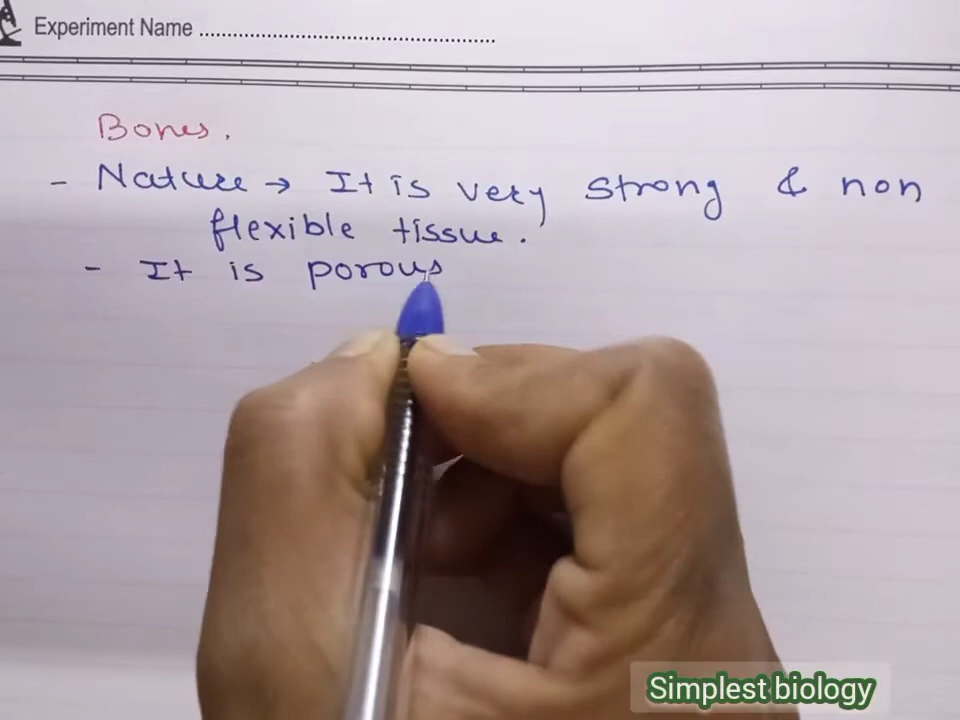 Experiment Name ......................................................
Bones.
- Nature → It is very strong & non
flexible tissue.
- It is porous
Simplest biology